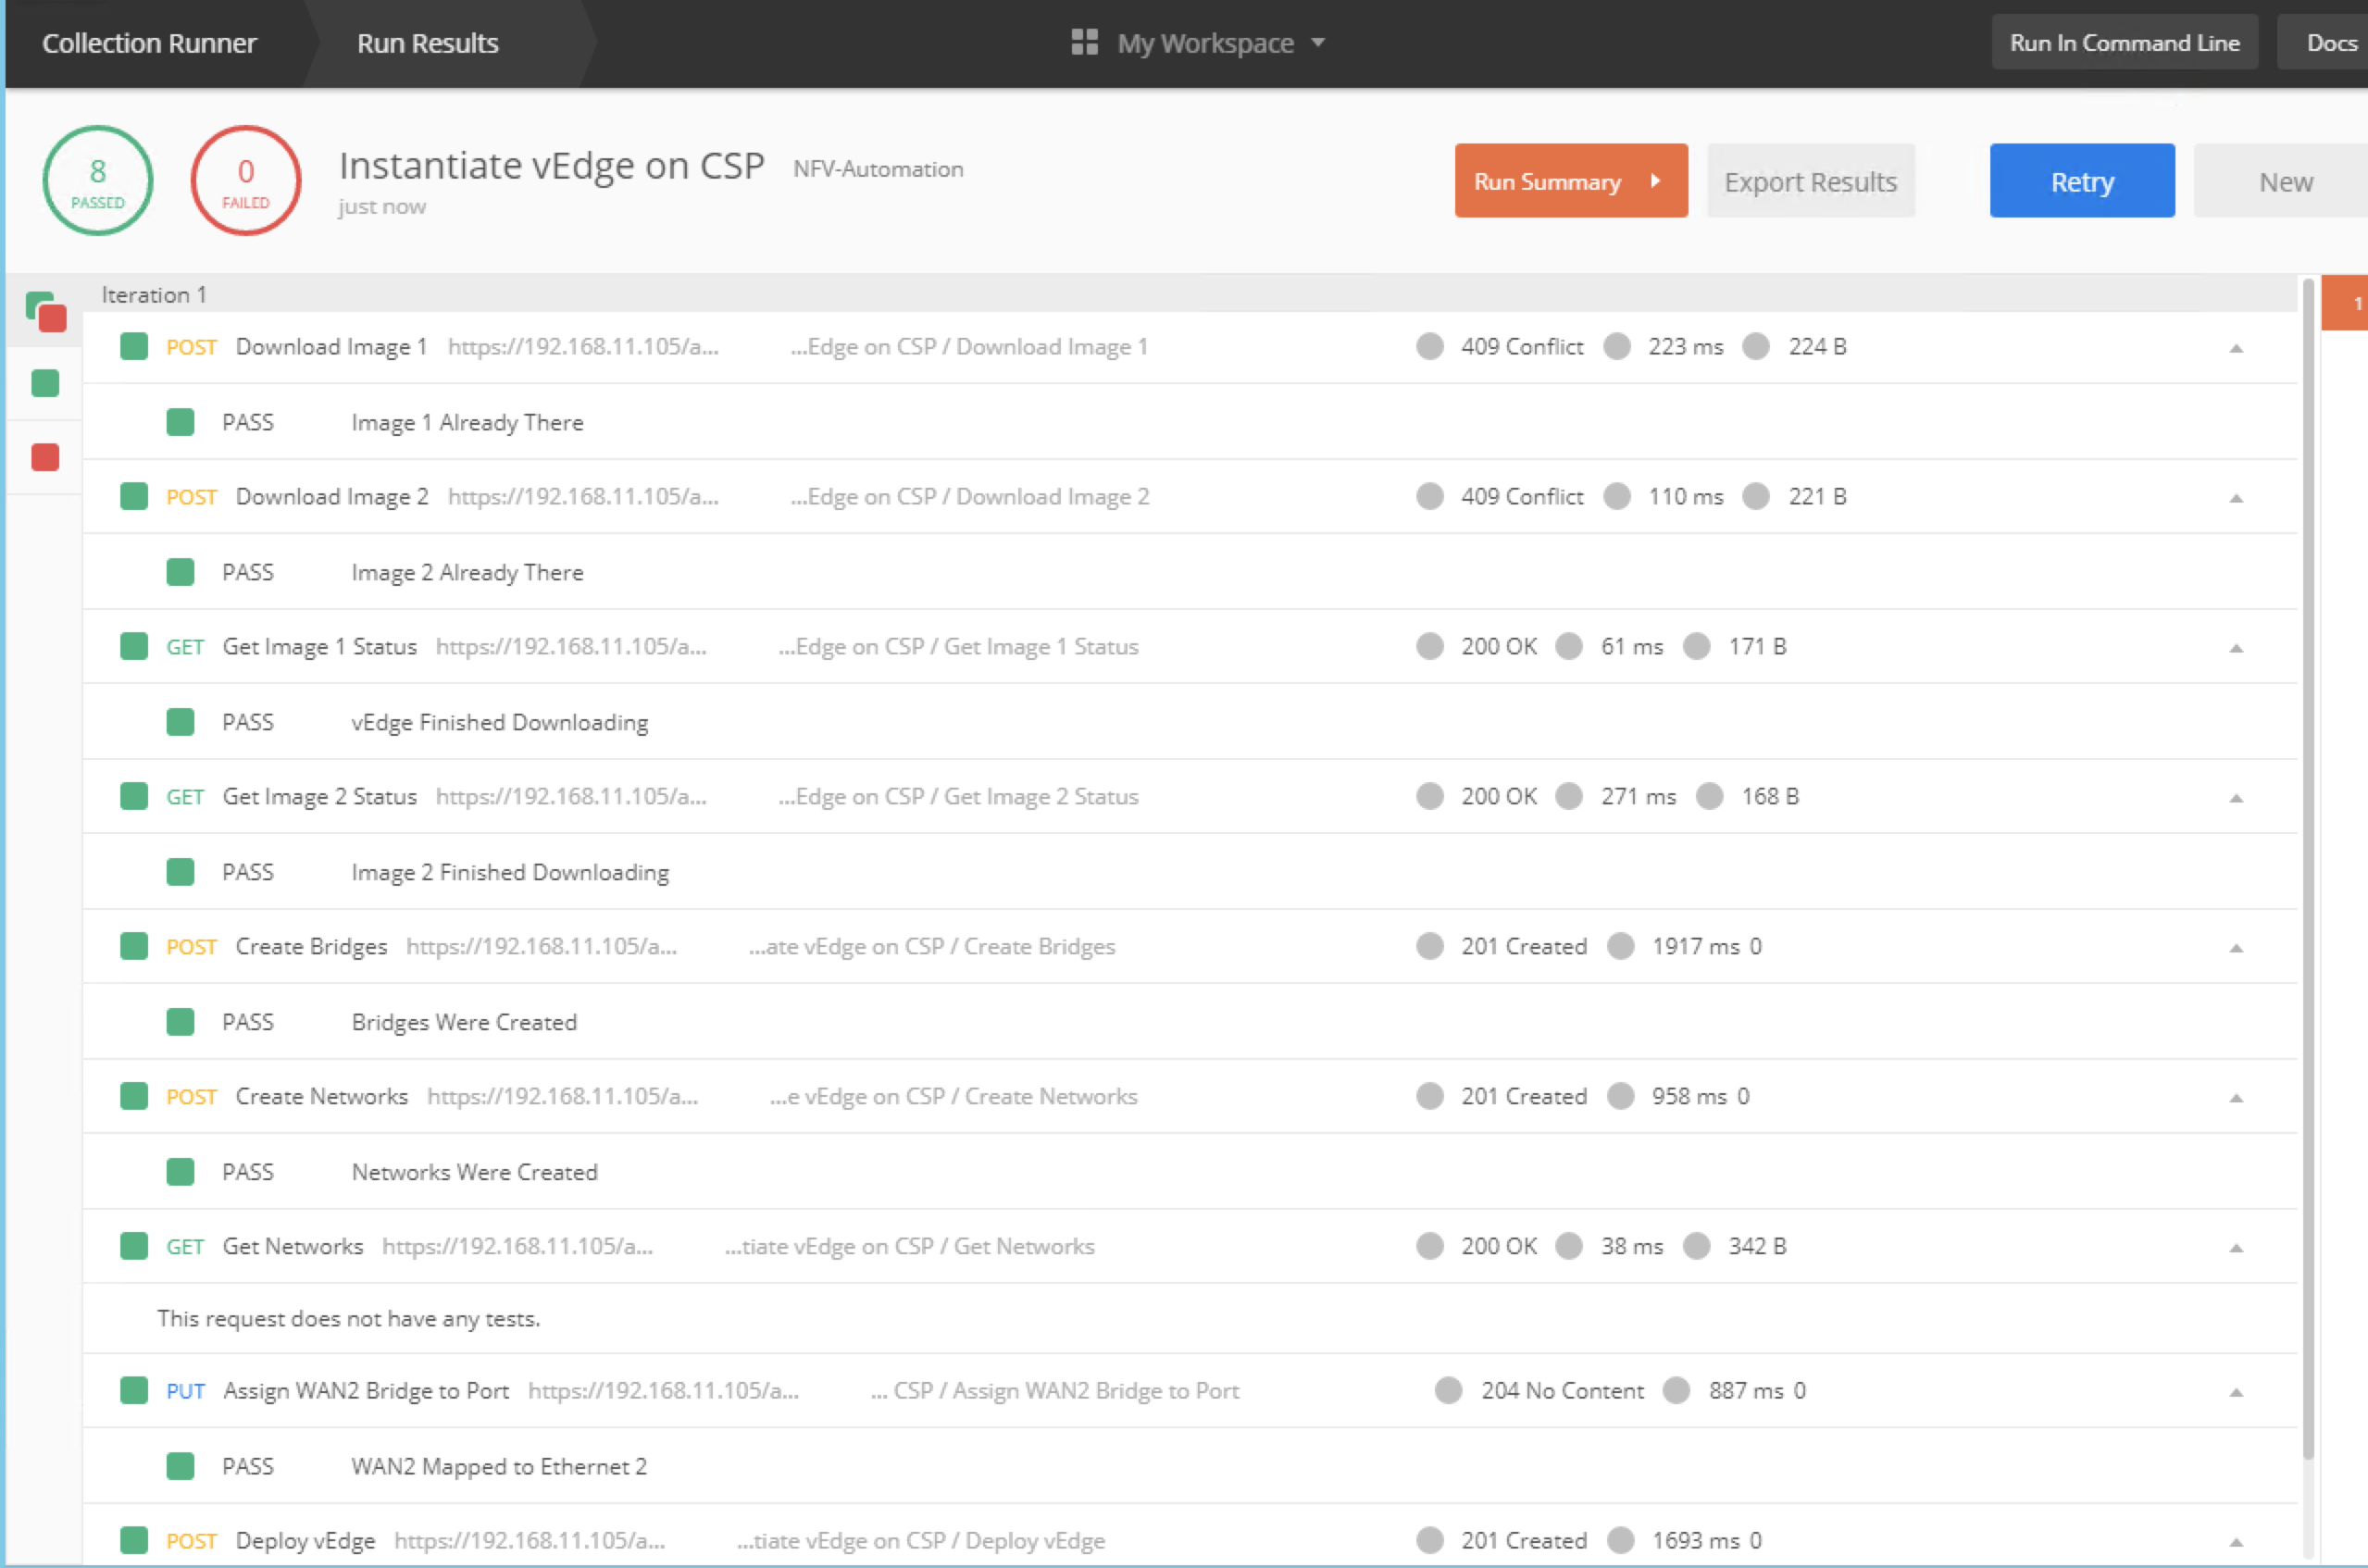 Collection Runner Run Results My Workspace Run In Command Line Docs
8 PASSED
0 FAILED
Instantiate vEdge on CSP NFV-Automation
just now
Run Summary Export Results Retry New
Iteration 1
1
POST Download Image 1 https://192.168.11.105/a... ...Edge on CSP / Download Image 1 409 Conflict 223 ms 224 B
PASS Image 1 Already There
POST Download Image 2 https://192.168.11.105/a... ...Edge on CSP / Download Image 2 409 Conflict 110 ms 221 B
PASS Image 2 Already There
GET Get Image 1 Status https://192.168.11.105/a... ...Edge on CSP / Get Image 1 Status 200 OK 61 ms 171 B
PASS vEdge Finished Downloading
GET Get Image 2 Status https://192.168.11.105/a... ...Edge on CSP / Get Image 2 Status 200 OK 271 ms 168 B
PASS Image 2 Finished Downloading
POST Create Bridges https://192.168.11.105/a... ...ate vEdge on CSP / Create Bridges 201 Created 1917 ms 0
PASS Bridges Were Created
POST Create Networks https://192.168.11.105/a... ...e vEdge on CSP / Create Networks 201 Created 958 ms 0
PASS Networks Were Created
GET Get Networks https://192.168.11.105/a... ...tiate vEdge on CSP / Get Networks 200 OK 38 ms 342 B
This request does not have any tests.
PUT Assign WAN2 Bridge to Port https://192.168.11.105/a... ... CSP / Assign WAN2 Bridge to Port 204 No Content 887 ms 0
PASS WAN2 Mapped to Ethernet 2
POST Deploy vEdge https://192.168.11.105/a... ...tiate vEdge on CSP / Deploy vEdge 201 Created 1693 ms 0